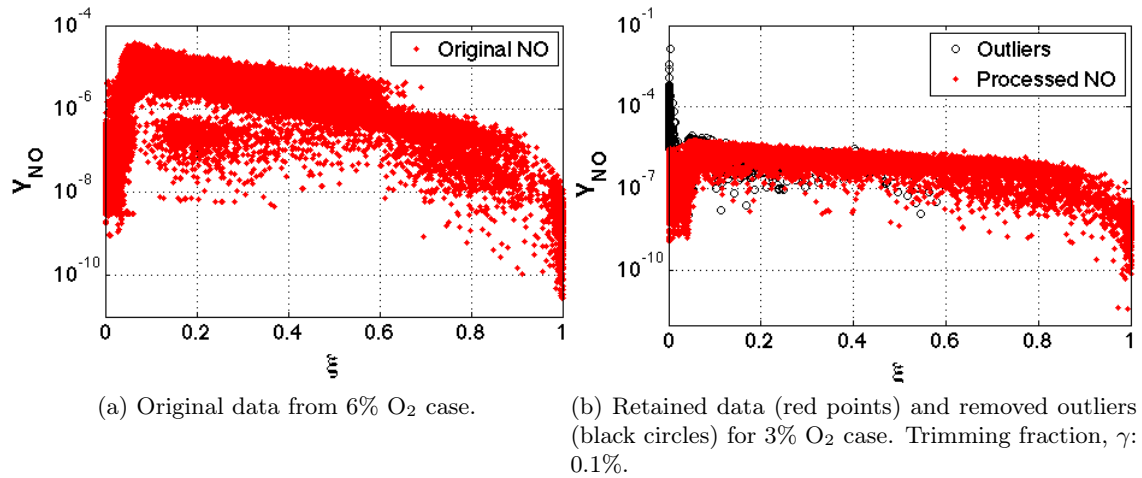 10⁻⁴
10⁻⁶
10⁻⁸
10⁻¹⁰
Y_NO
Original NO
0 0.2 0.4 0.6 0.8 1
ξ
(a) Original data from 6% O₂ case.
10⁻¹
10⁻⁴
10⁻⁷
10⁻¹⁰
Y_NO
Outliers
Processed NO
0 0.2 0.4 0.6 0.8 1
ξ
(b) Retained data (red points) and removed outliers
(black circles) for 3% O₂ case. Trimming fraction, γ:
0.1%.